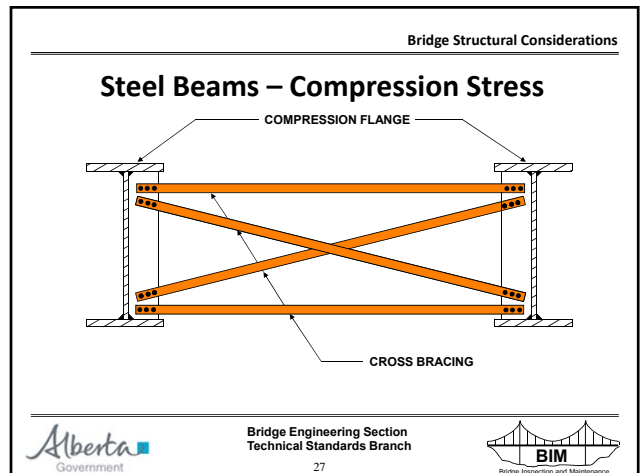 Bridge Structural Considerations
Steel Beams – Compression Stress
COMPRESSION FLANGE
CROSS BRACING
Alberta
Government
Bridge Engineering Section
Technical Standards Branch
27
BIM
Bridge Inspection and Maintenance